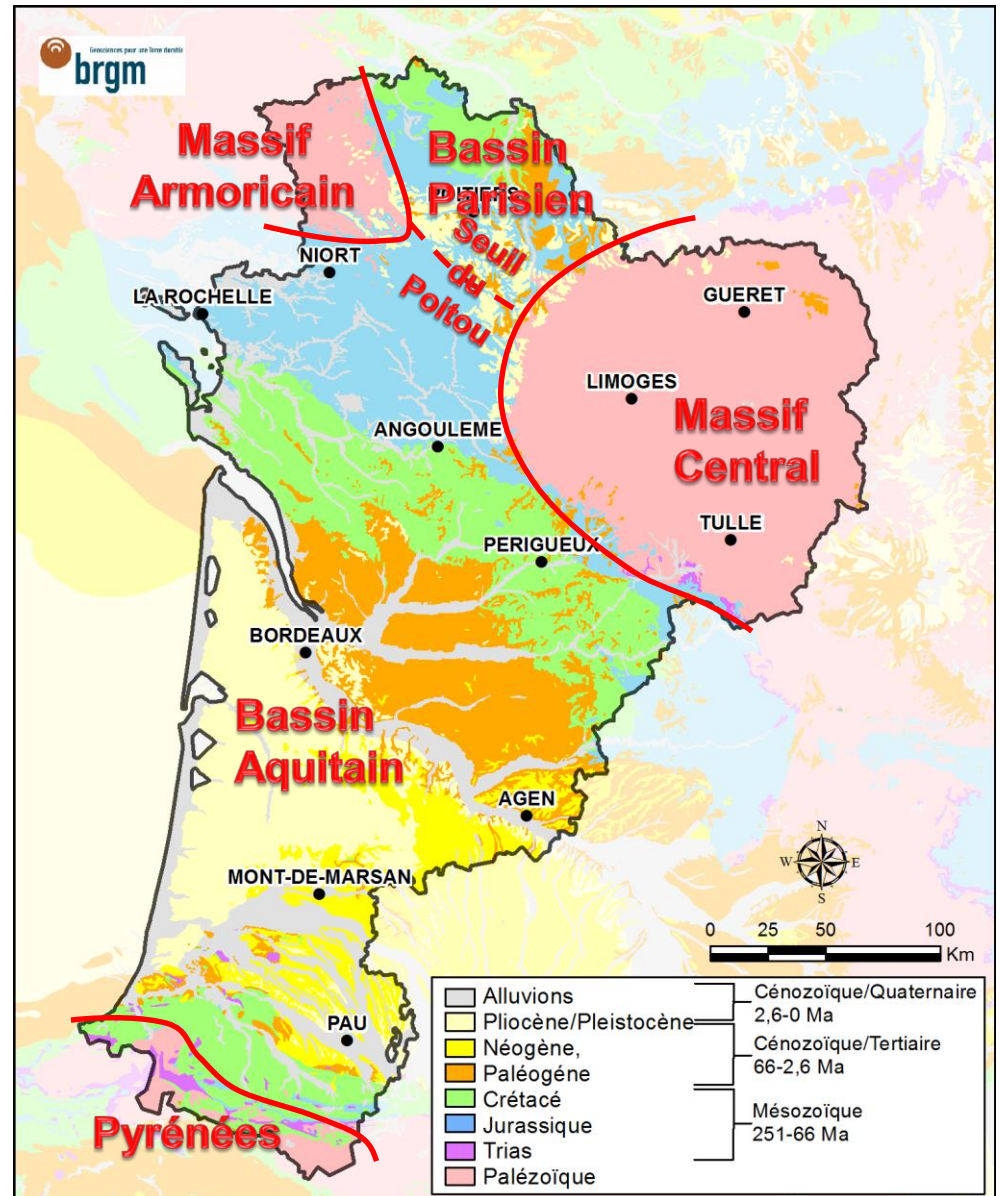 Géosciences pour une Terre durable
brgm
Massif
Armoricain
Bassin
Parisien
POITIERS
Seuil
du
Poitou
NIORT
LA ROCHELLE
GUERET
LIMOGES
Massif
Central
ANGOULEME
TULLE
PERIGUEUX
BORDEAUX
Bassin
Aquitain
AGEN
N
W
E
S
MONT-DE-MARSAN
0 25 50 100
Km
PAU
Pyrénées
Alluvions
Pliocène/Pleistocène
Néogène,
Paléogéne
Crétacé
Jurassique
Trias
Palézoïque
Cénozoïque/Quaternaire
2,6-0 Ma
Cénozoïque/Tertiaire
66-2,6 Ma
Mésozoïque
251-66 Ma